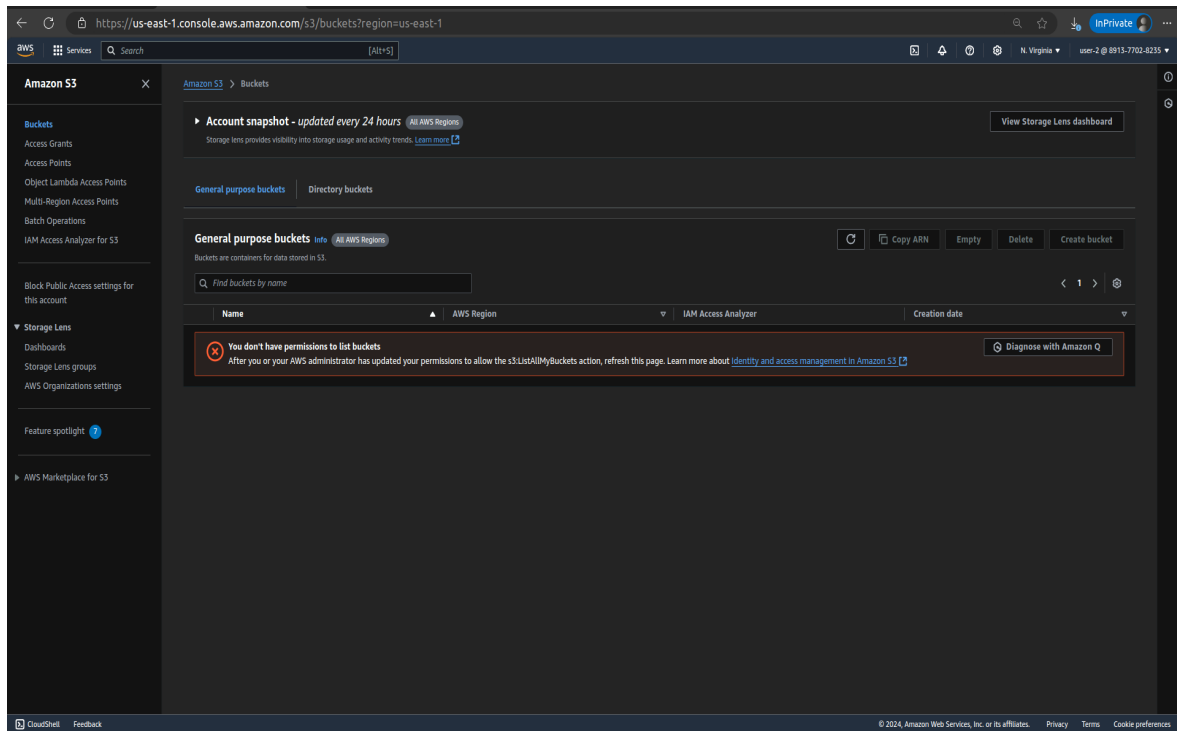 https://us-east-1.console.aws.amazon.com/s3/buckets?region=us-east-1
InPrivate
aws
Services
Search
[Alt+S]
N. Virginia
user-2 @ 8913-7702-8235
Amazon S3
Buckets
Access Grants
Access Points
Object Lambda Access Points
Multi-Region Access Points
Batch Operations
IAM Access Analyzer for S3
Block Public Access settings for
this account
Storage Lens
Dashboards
Storage Lens groups
AWS Organizations settings
Feature spotlight 7
AWS Marketplace for S3
Amazon S3 > Buckets
Account snapshot - updated every 24 hours All AWS Regions
Storage lens provides visibility into storage usage and activity trends. Learn more
View Storage Lens dashboard
General purpose buckets
Directory buckets
General purpose buckets Info All AWS Regions
Buckets are containers for data stored in S3.
Copy ARN
Empty
Delete
Create bucket
Find buckets by name
1
Name
AWS Region
IAM Access Analyzer
Creation date
You don't have permissions to list buckets
After you or your AWS administrator has updated your permissions to allow the s3:ListAllMyBuckets action, refresh this page. Learn more about Identity and access management in Amazon S3
Diagnose with Amazon Q
CloudShell
Feedback
© 2024, Amazon Web Services, Inc. or its affiliates.
Privacy
Terms
Cookie preferences